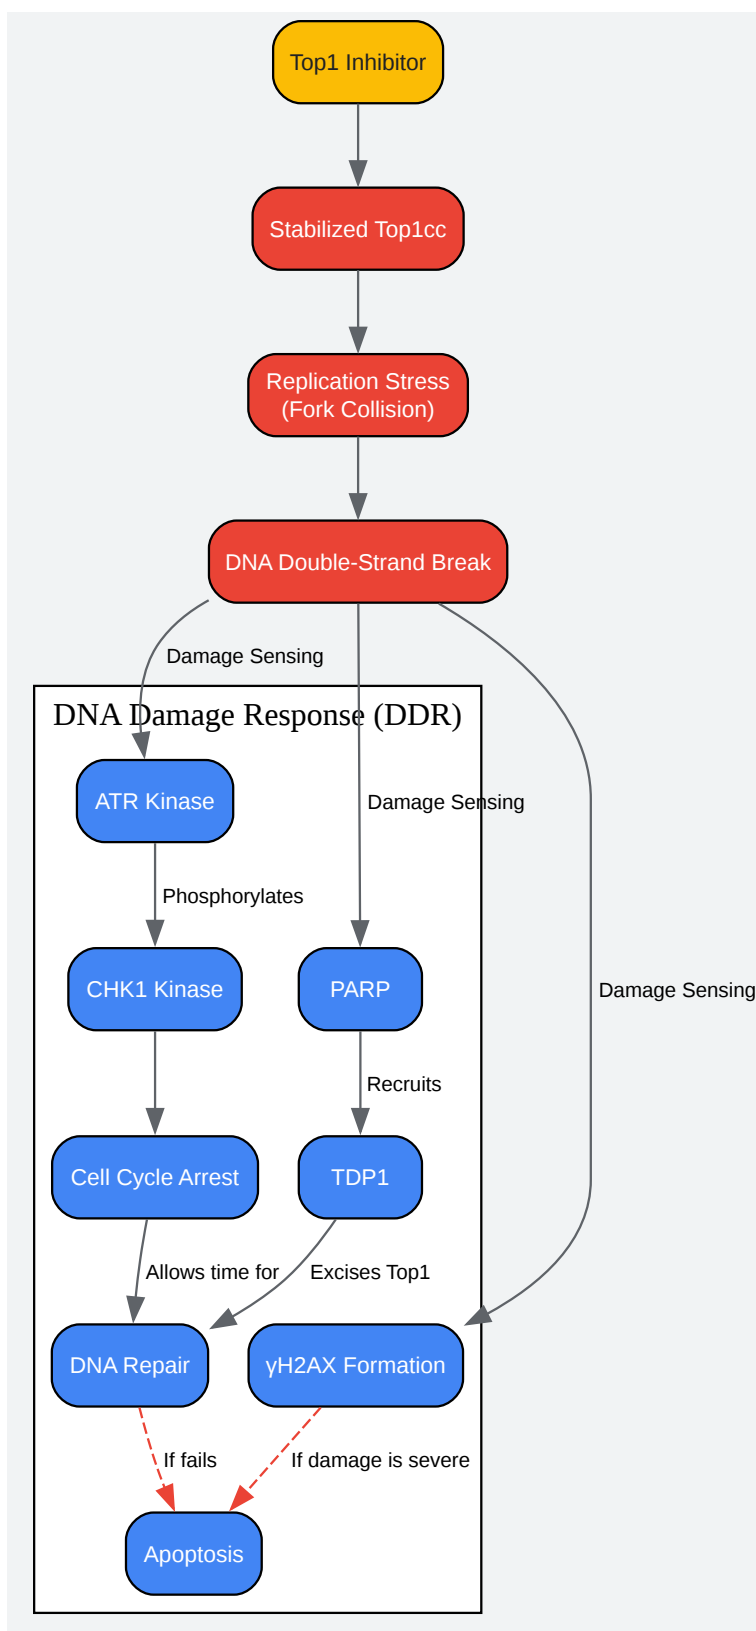 Top1 Inhibitor
Stabilized Top1cc
Replication Stress
(Fork Collision)
DNA Double-Strand Break
Damage Sensing
DNA Damage Response (DDR)
ATR Kinase
Damage Sensing
Phosphorylates
CHK1 Kinase
PARP
Damage Sensing
Recruits
Cell Cycle Arrest
TDP1
Allows time for
Excises Top1
DNA Repair
γH2AX Formation
If fails
If damage is severe
Apoptosis